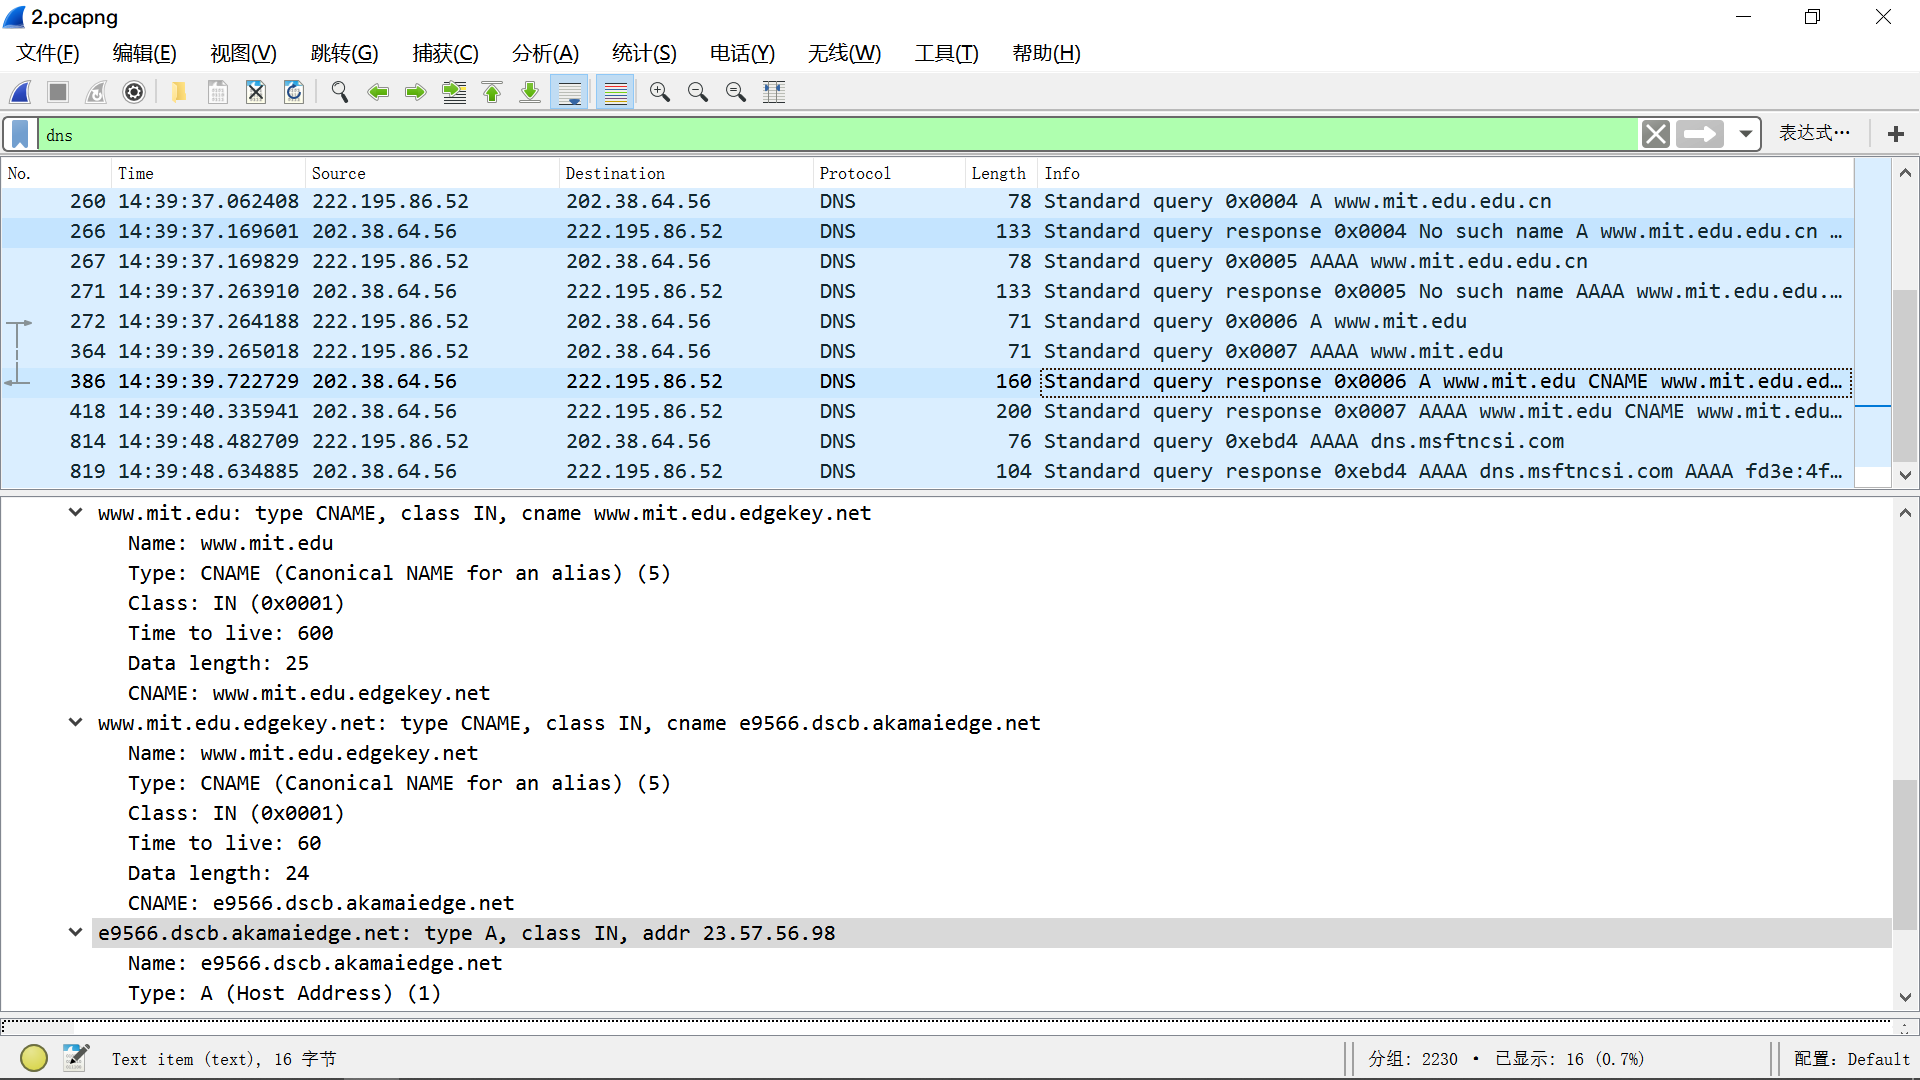 2.pcapng
文件(F) 编辑(E) 视图(V) 跳转(G) 捕获(C) 分析(A) 统计(S) 电话(Y) 无线(W) 工具(T) 帮助(H)
dns 表达式…
No. Time Source Destination Protocol Length Info
260 14:39:37.062408 222.195.86.52 202.38.64.56 DNS 78 Standard query 0x0004 A www.mit.edu.edu.cn
266 14:39:37.169601 202.38.64.56 222.195.86.52 DNS 133 Standard query response 0x0004 No such name A www.mit.edu.edu.cn …
267 14:39:37.169829 222.195.86.52 202.38.64.56 DNS 78 Standard query 0x0005 AAAA www.mit.edu.edu.cn
271 14:39:37.263910 202.38.64.56 222.195.86.52 DNS 133 Standard query response 0x0005 No such name AAAA www.mit.edu.edu.…
272 14:39:37.264188 222.195.86.52 202.38.64.56 DNS 71 Standard query 0x0006 A www.mit.edu
364 14:39:39.265018 222.195.86.52 202.38.64.56 DNS 71 Standard query 0x0007 AAAA www.mit.edu
386 14:39:39.722729 202.38.64.56 222.195.86.52 DNS 160 Standard query response 0x0006 A www.mit.edu CNAME www.mit.edu.ed…
418 14:39:40.335941 202.38.64.56 222.195.86.52 DNS 200 Standard query response 0x0007 AAAA www.mit.edu CNAME www.mit.edu…
814 14:39:48.482709 222.195.86.52 202.38.64.56 DNS 76 Standard query 0xebd4 AAAA dns.msftncsi.com
819 14:39:48.634885 202.38.64.56 222.195.86.52 DNS 104 Standard query response 0xebd4 AAAA dns.msftncsi.com AAAA fd3e:4f…
www.mit.edu: type CNAME, class IN, cname www.mit.edu.edgekey.net
Name: www.mit.edu
Type: CNAME (Canonical NAME for an alias) (5)
Class: IN (0x0001)
Time to live: 600
Data length: 25
CNAME: www.mit.edu.edgekey.net
www.mit.edu.edgekey.net: type CNAME, class IN, cname e9566.dscb.akamaiedge.net
Name: www.mit.edu.edgekey.net
Type: CNAME (Canonical NAME for an alias) (5)
Class: IN (0x0001)
Time to live: 60
Data length: 24
CNAME: e9566.dscb.akamaiedge.net
e9566.dscb.akamaiedge.net: type A, class IN, addr 23.57.56.98
Name: e9566.dscb.akamaiedge.net
Type: A (Host Address) (1)
Text item (text), 16 字节 分组: 2230 · 已显示: 16 (0.7%) 配置: Default